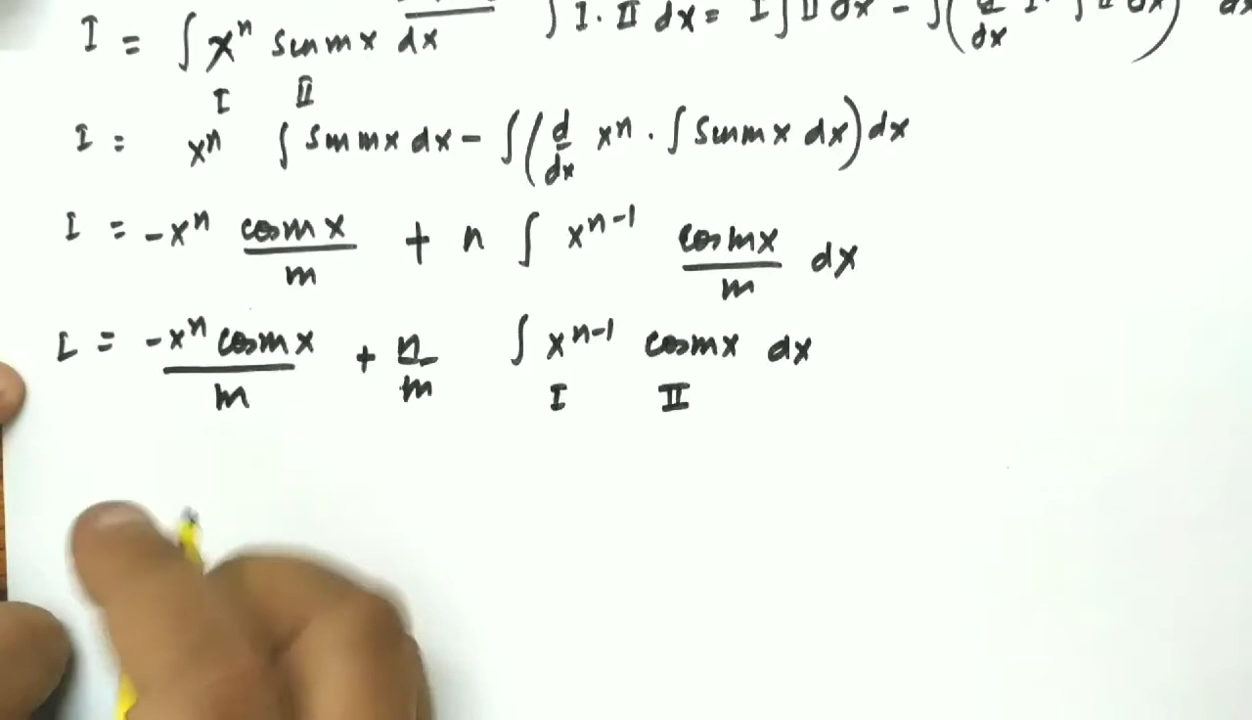 I = ∫ xⁿ sin mx dx ∫ I · II dx = I ∫ II dx - ∫ ( d/dx I · ∫ II dx ) dx
I II
I = xⁿ ∫ sin mx dx - ∫ ( d/dx xⁿ · ∫ sin mx dx ) dx
I = -xⁿ cos mx / m + n ∫ xⁿ⁻¹ cos mx / m dx
I = -xⁿ cos mx / m + n/m ∫ xⁿ⁻¹ cos mx dx
I II